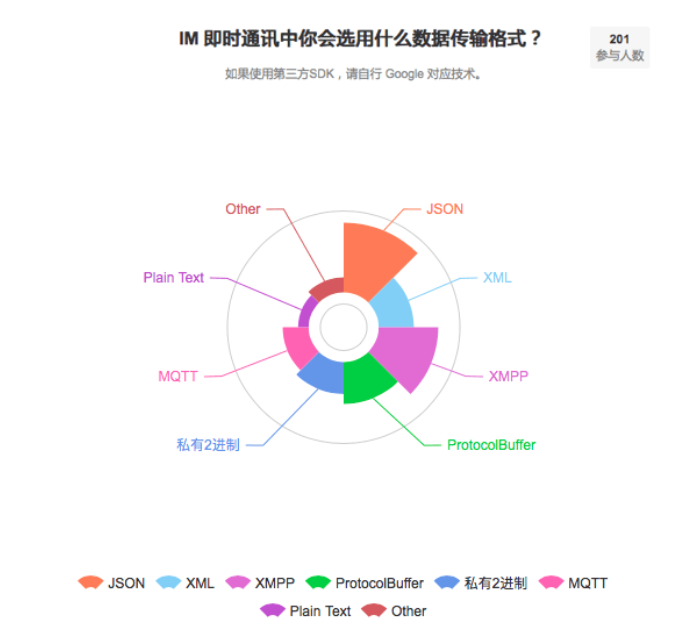 IM 即时通讯中你会选用什么数据传输格式？
201
参与人数
如果使用第三方SDK，请自行 Google 对应技术。
Other
JSON
Plain Text
XML
MQTT
XMPP
私有2进制
ProtocolBuffer
JSON XML XMPP ProtocolBuffer 私有2进制 MQTT
Plain Text Other